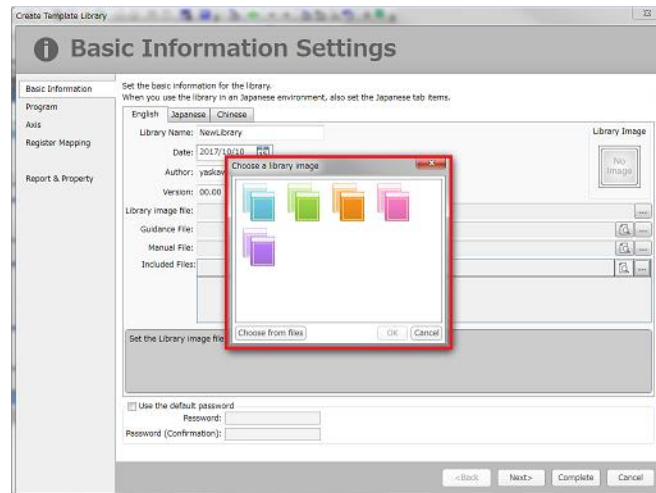 Create Template Library
Basic Information Settings
Basic Information
Program
Axis
Register Mapping
Report & Property
Set the basic information for the library.
When you use the library in an Japanese environment, also set the Japanese tab items.
English Japanese Chinese
Library Name: NewLibrary
Library Image
No Image
Date: 2017/10/10
Author: yaskaw
Version: 00.00
Library image file:
Guidance File:
Manual File:
Included Files:
Choose a library image
Choose from files OK Cancel
Set the Library image file
Use the default password
Password:
Password (Confirmation):
<Back Next> Complete Cancel